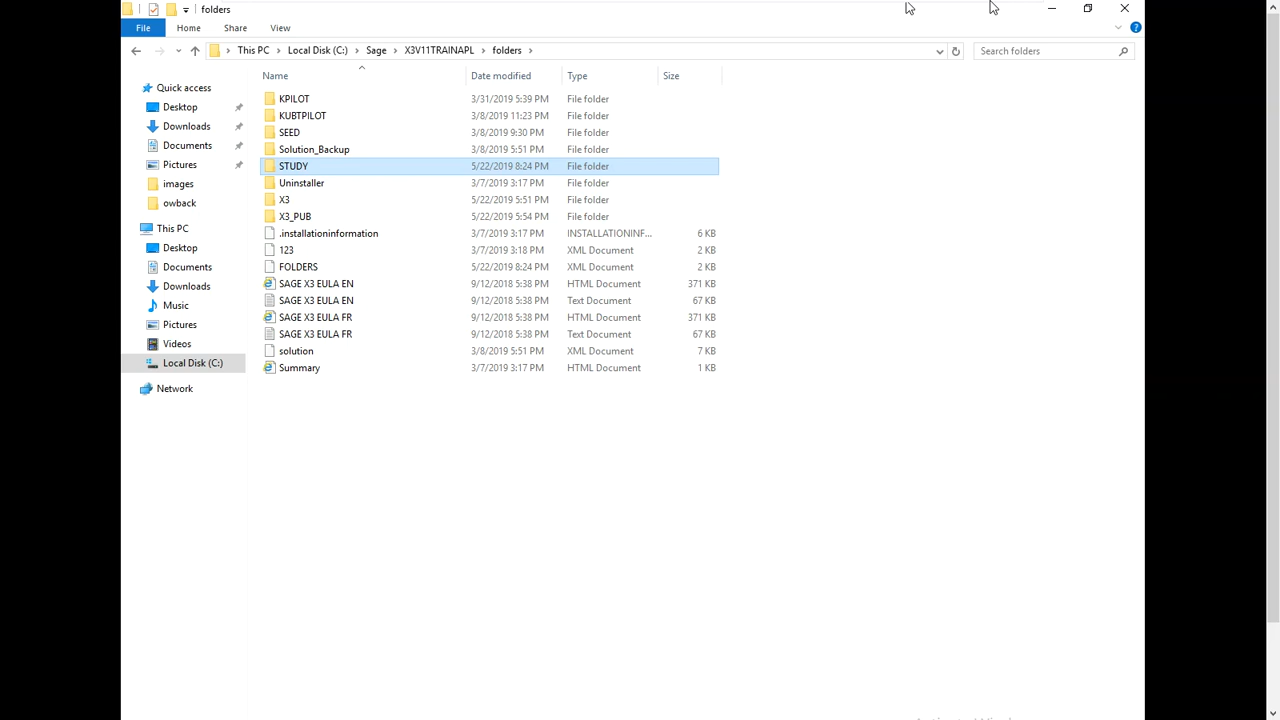 folders
File Home Share View
This PC Local Disk (C:) Sage X3V11TRAINAPL folders Search folders
Name Date modified Type Size
Quick access
Desktop
Downloads
Documents
Pictures
images
owback
This PC
Desktop
Documents
Downloads
Music
Pictures
Videos
Local Disk (C:)
Network
KPILOT 3/31/2019 5:39 PM File folder
KUBTPILOT 3/8/2019 11:23 PM File folder
SEED 3/8/2019 9:30 PM File folder
Solution_Backup 3/8/2019 5:51 PM File folder
STUDY 5/22/2019 8:24 PM File folder
Uninstaller 3/7/2019 3:17 PM File folder
X3 5/22/2019 5:51 PM File folder
X3_PUB 5/22/2019 5:54 PM File folder
.installationinformation 3/7/2019 3:17 PM INSTALLATIONINF... 6 KB
123 3/7/2019 3:18 PM XML Document 2 KB
FOLDERS 5/22/2019 8:24 PM XML Document 2 KB
SAGE X3 EULA EN 9/12/2018 5:38 PM HTML Document 371 KB
SAGE X3 EULA EN 9/12/2018 5:38 PM Text Document 67 KB
SAGE X3 EULA FR 9/12/2018 5:38 PM HTML Document 371 KB
SAGE X3 EULA FR 9/12/2018 5:38 PM Text Document 67 KB
solution 3/8/2019 5:51 PM XML Document 7 KB
Summary 3/7/2019 3:17 PM HTML Document 1 KB